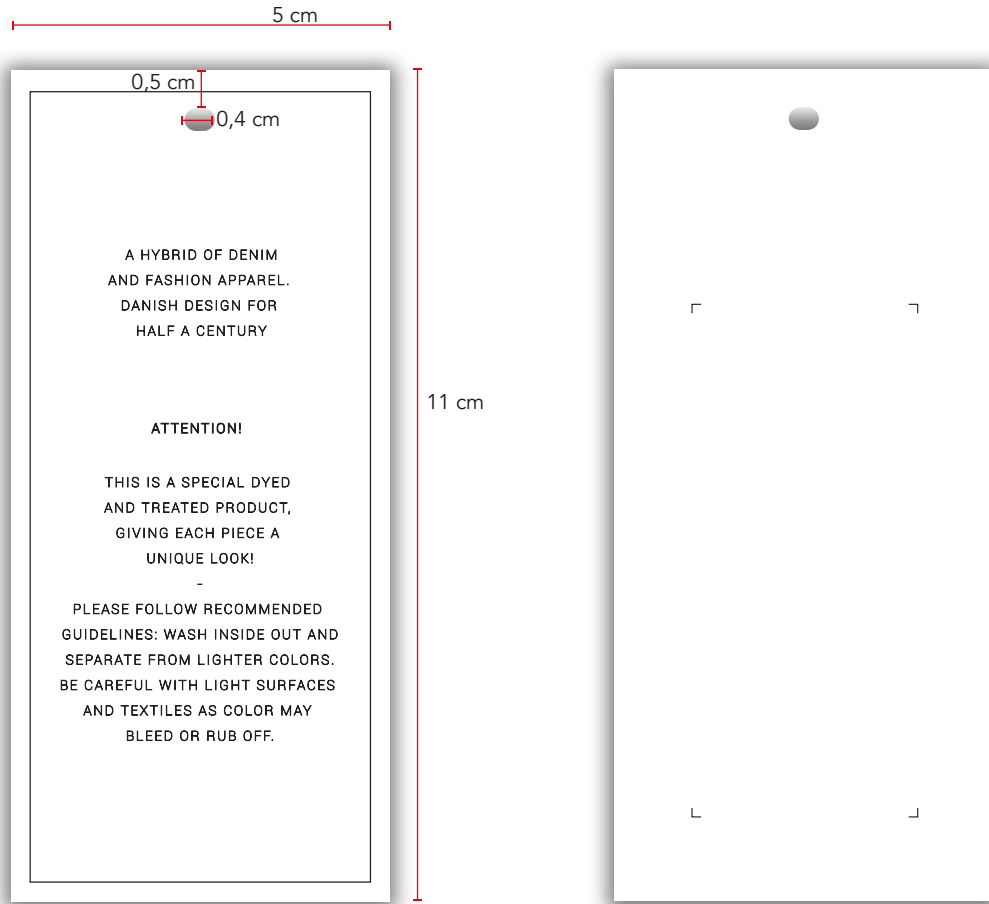 5 cm
0,5 cm
0,4 cm
A HYBRID OF DENIM
AND FASHION APPAREL.
DANISH DESIGN FOR
HALF A CENTURY
11 cm
ATTENTION!
THIS IS A SPECIAL DYED
AND TREATED PRODUCT,
GIVING EACH PIECE A
UNIQUE LOOK!
-
PLEASE FOLLOW RECOMMENDED
GUIDELINES: WASH INSIDE OUT AND
SEPARATE FROM LIGHTER COLORS.
BE CAREFUL WITH LIGHT SURFACES
AND TEXTILES AS COLOR MAY
BLEED OR RUB OFF.